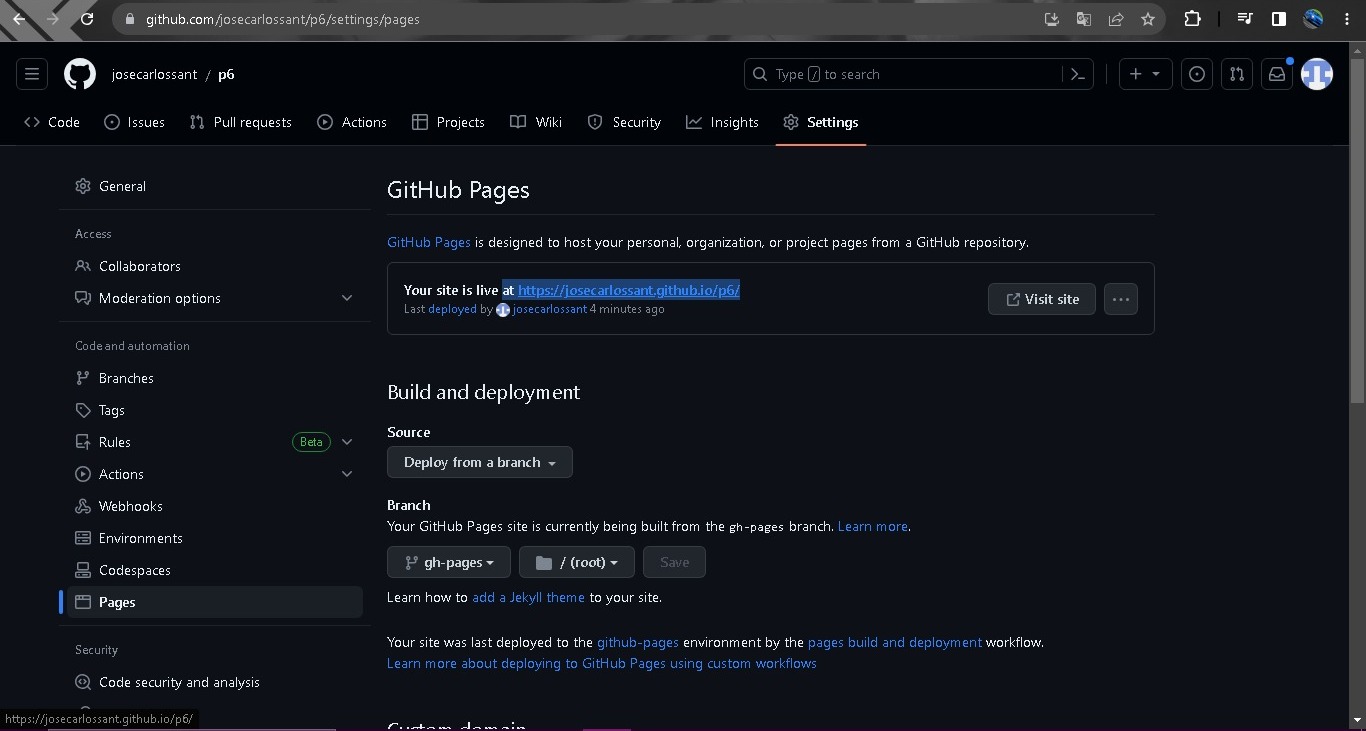 github.com/josecarlossant/p6/settings/pages
josecarlossant / p6
Type / to search
Code Issues Pull requests Actions Projects Wiki Security Insights Settings
General
Access
Collaborators
Moderation options
Code and automation
Branches
Tags
Rules Beta
Actions
Webhooks
Environments
Codespaces
Pages
Security
Code security and analysis
GitHub Pages
GitHub Pages is designed to host your personal, organization, or project pages from a GitHub repository.
Your site is live at https://josecarlossant.github.io/p6/
Last deployed by josecarlossant 4 minutes ago
Visit site
Build and deployment
Source
Deploy from a branch
Branch
Your GitHub Pages site is currently being built from the gh-pages branch. Learn more.
gh-pages / (root) Save
Learn how to add a Jekyll theme to your site.
Your site was last deployed to the github-pages environment by the pages build and deployment workflow.
Learn more about deploying to GitHub Pages using custom workflows
Custom domain
https://josecarlossant.github.io/p6/